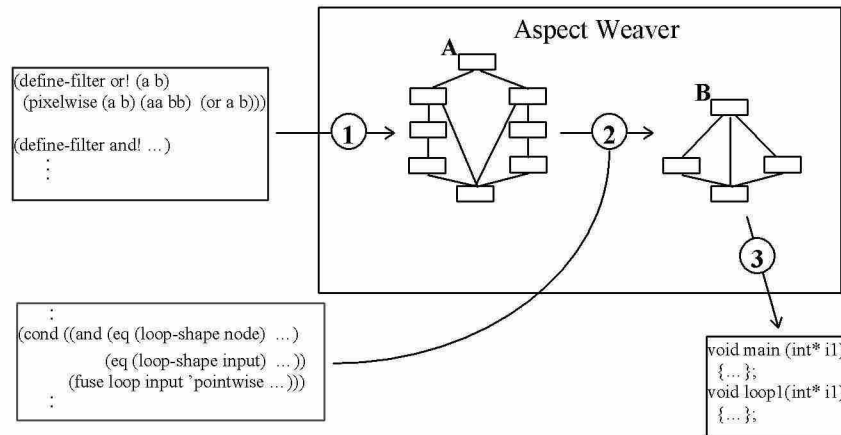 Aspect Weaver
A
B
(define-filter or! (a b)
(pixelwise (a b) (aa bb) (or a b)))
(define-filter and! …)
:
1
2
3
:
(cond ((and (eq (loop-shape node) …)
(eq (loop-shape input) …))
(fuse loop input 'pointwise …)))
:
void main (int* i1)
{…};
void loop1(int* i1)
{…};